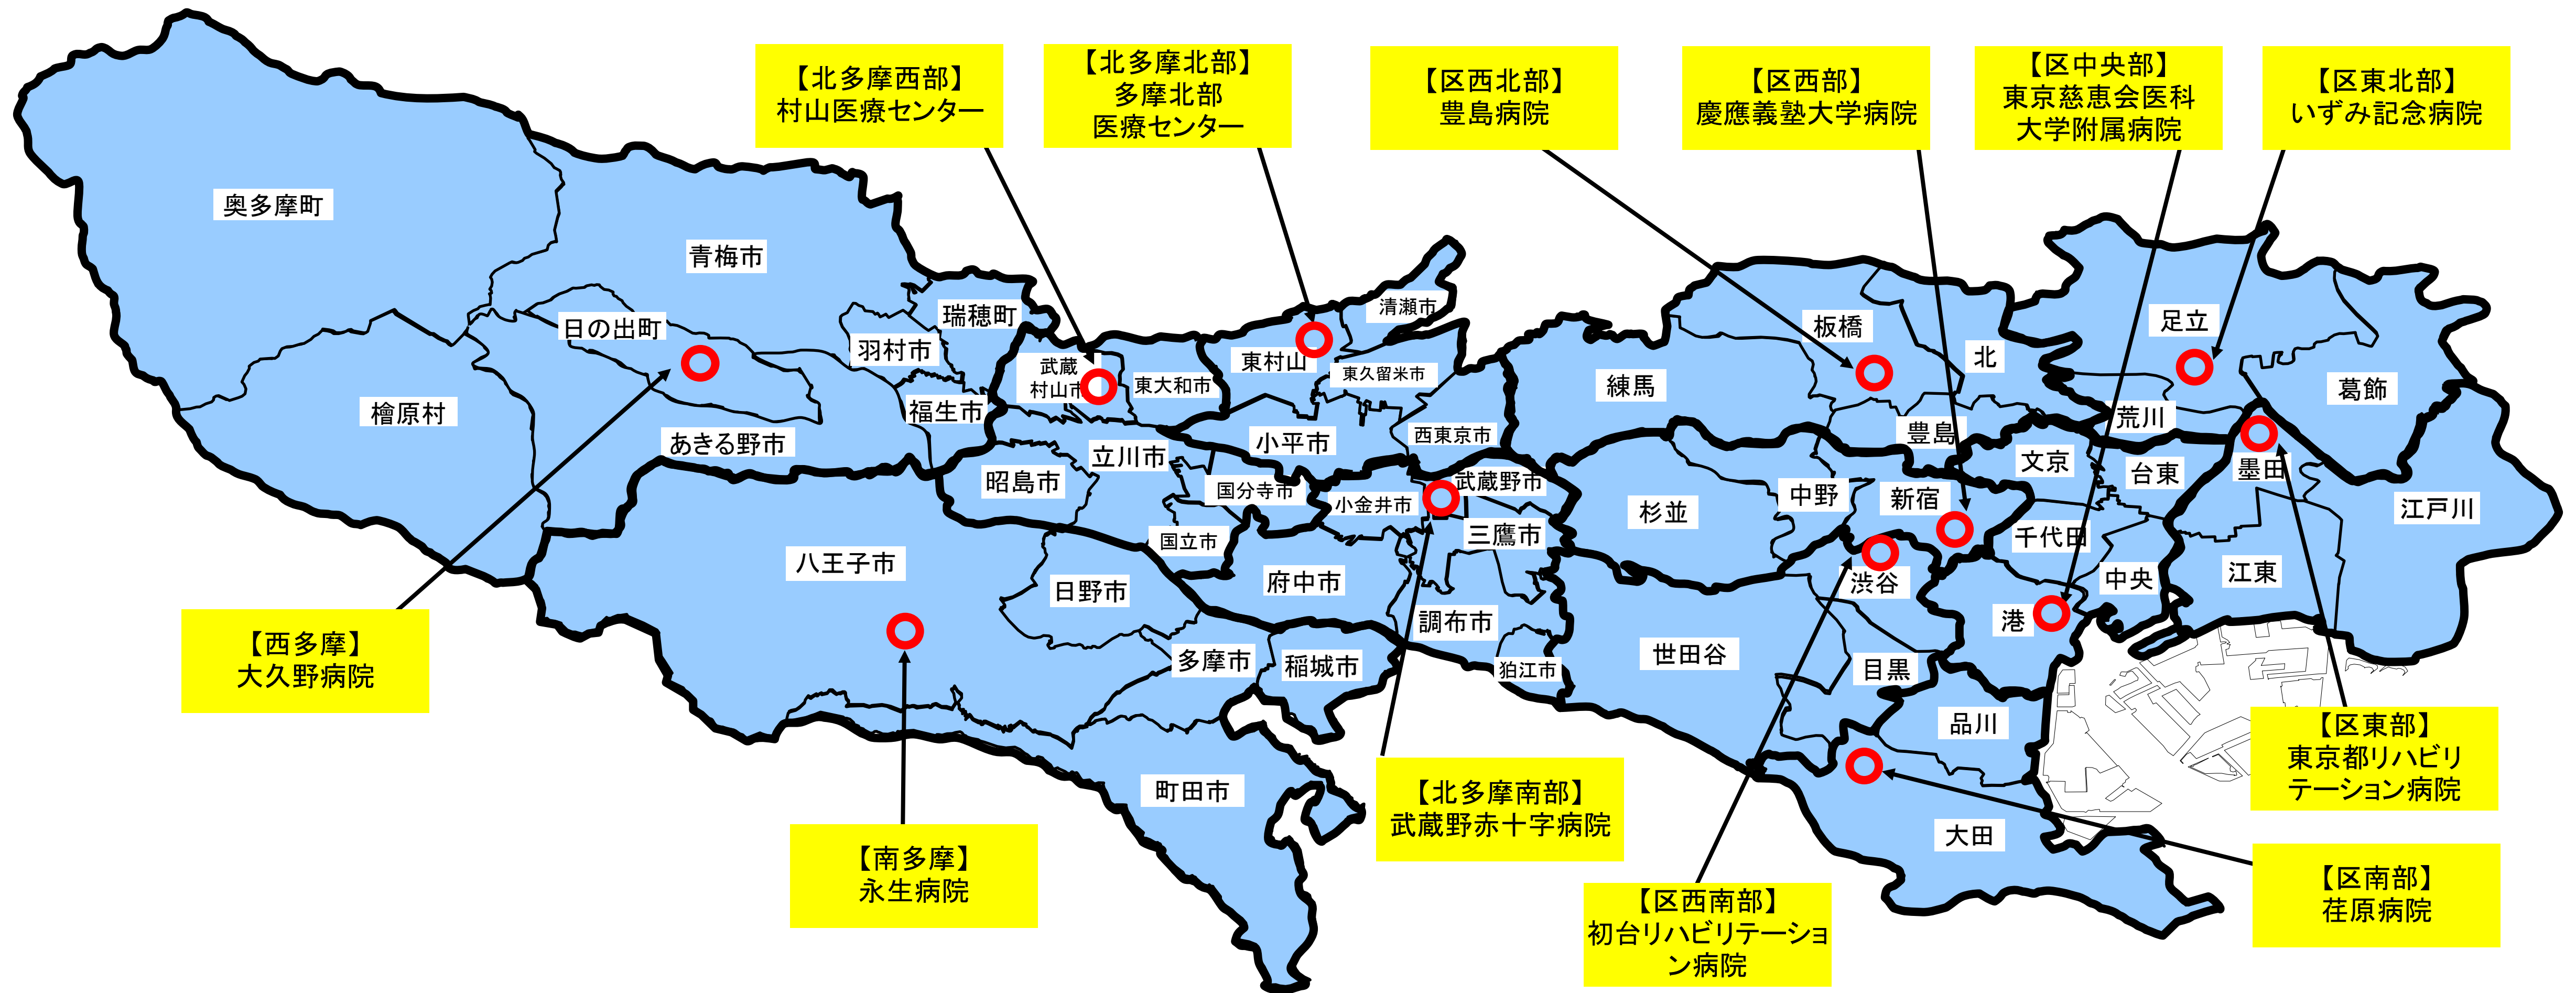 【北多摩西部】
村山医療センター
【北多摩北部】
多摩北部
医療センター
【区西北部】
豊島病院
【区西部】
慶應義塾大学病院
【区中央部】
東京慈恵会医科
大学附属病院
【区東北部】
いずみ記念病院
奥多摩町
青梅市
日の出町
瑞穂町
羽村市
福生市
檜原村
あきる野市
武蔵
村山市
東大和市
東村山
清瀬市
東久留米市
小平市
西東京市
立川市
昭島市
国分寺市
国立市
小金井市
武蔵野市
三鷹市
府中市
調布市
狛江市
八王子市
日野市
多摩市
稲城市
町田市
練馬
板橋
北
豊島
足立
荒川
葛飾
文京
台東
墨田
江戸川
杉並
中野
新宿
千代田
中央
江東
渋谷
港
世田谷
目黒
品川
大田
【西多摩】
大久野病院
【南多摩】
永生病院
【北多摩南部】
武蔵野赤十字病院
【区西南部】
初台リハビリテーショ
ン病院
【区東部】
東京都リハビリ
テーション病院
【区南部】
荏原病院